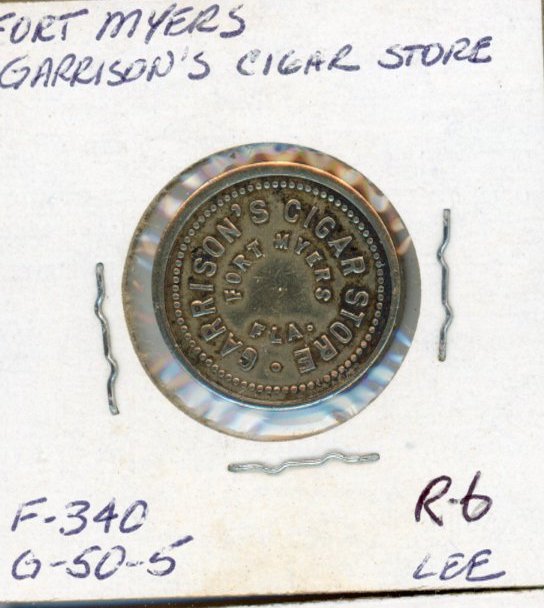 FORT MYERS
GARRISON'S CIGAR STORE
GARRISON'S CIGAR STORE
FORT MYERS
FLA.
F-340
G-50-5
R-6
LEE